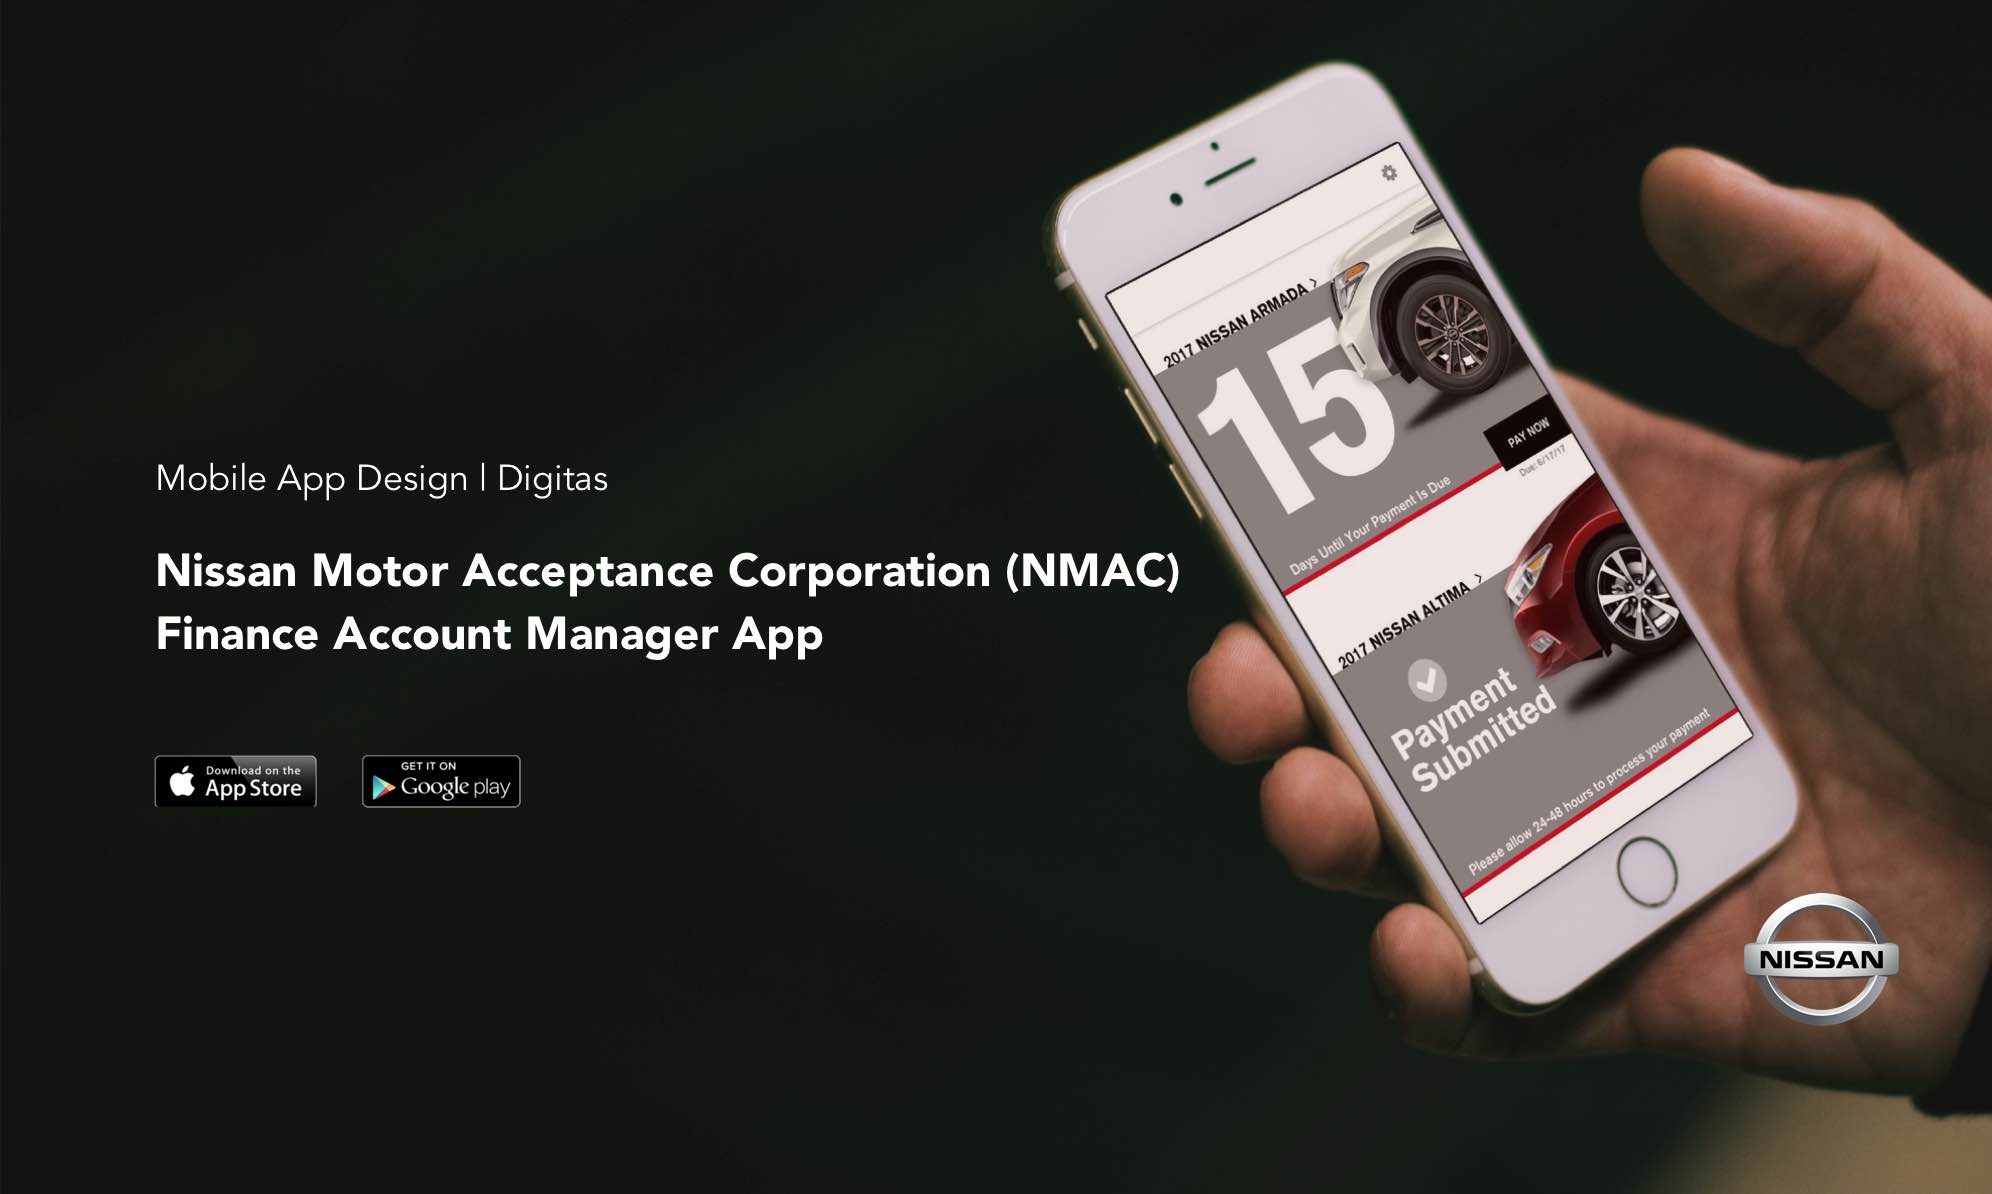 Mobile App Design | Digitas
Nissan Motor Acceptance Corporation (NMAC)
Finance Account Manager App
Download on the
App Store
GET IT ON
Google play
2017 NISSAN ARMADA >
15
Days Until Your Payment Is Due
PAY NOW
Due: 6/17/17
2017 NISSAN ALTIMA >
Payment
Submitted
Please allow 24-48 hours to process your payment
NISSAN